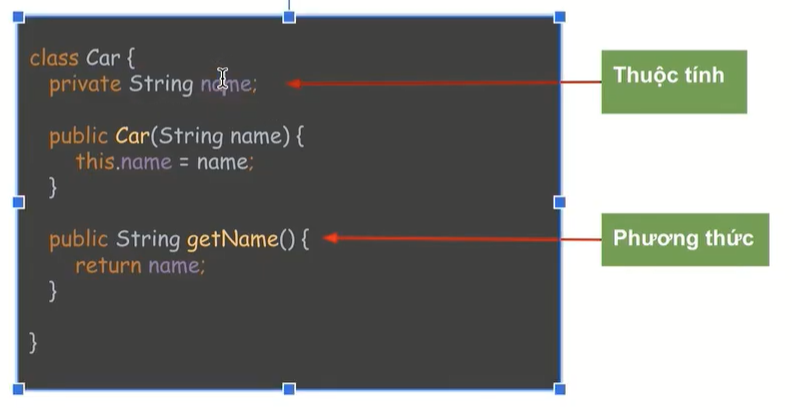 class Car {
private String name;
Thuộc tính
public Car(String name) {
this.name = name;
}
public String getName() {
Phương thức
return name;
}
}